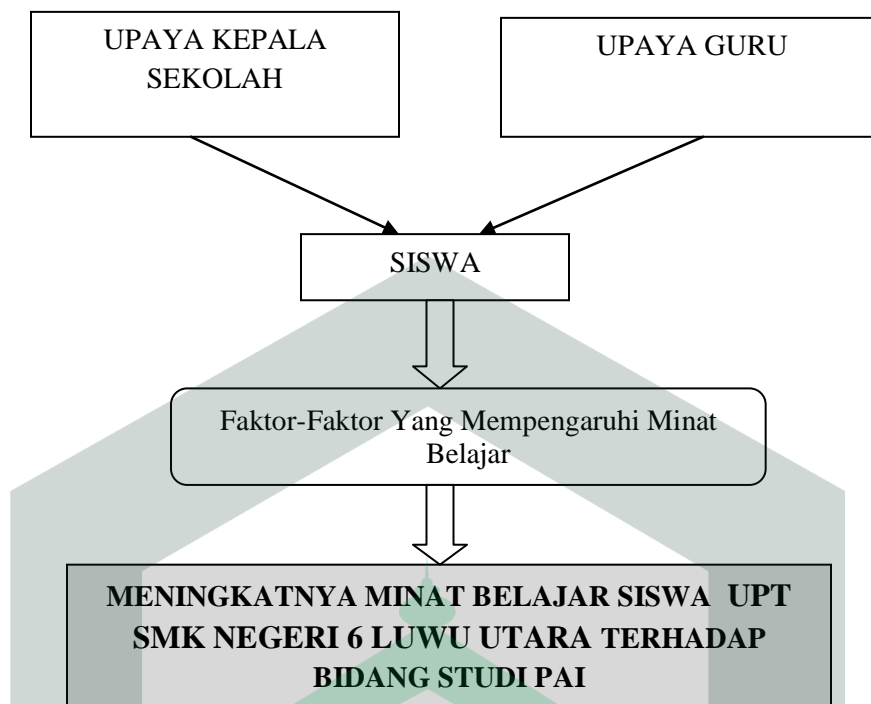 UPAYA KEPALA
SEKOLAH
UPAYA GURU
SISWA
Faktor-Faktor Yang Mempengaruhi Minat
Belajar
MENINGKATNYA MINAT BELAJAR SISWA UPT
SMK NEGERI 6 LUWU UTARA TERHADAP
BIDANG STUDI PAI